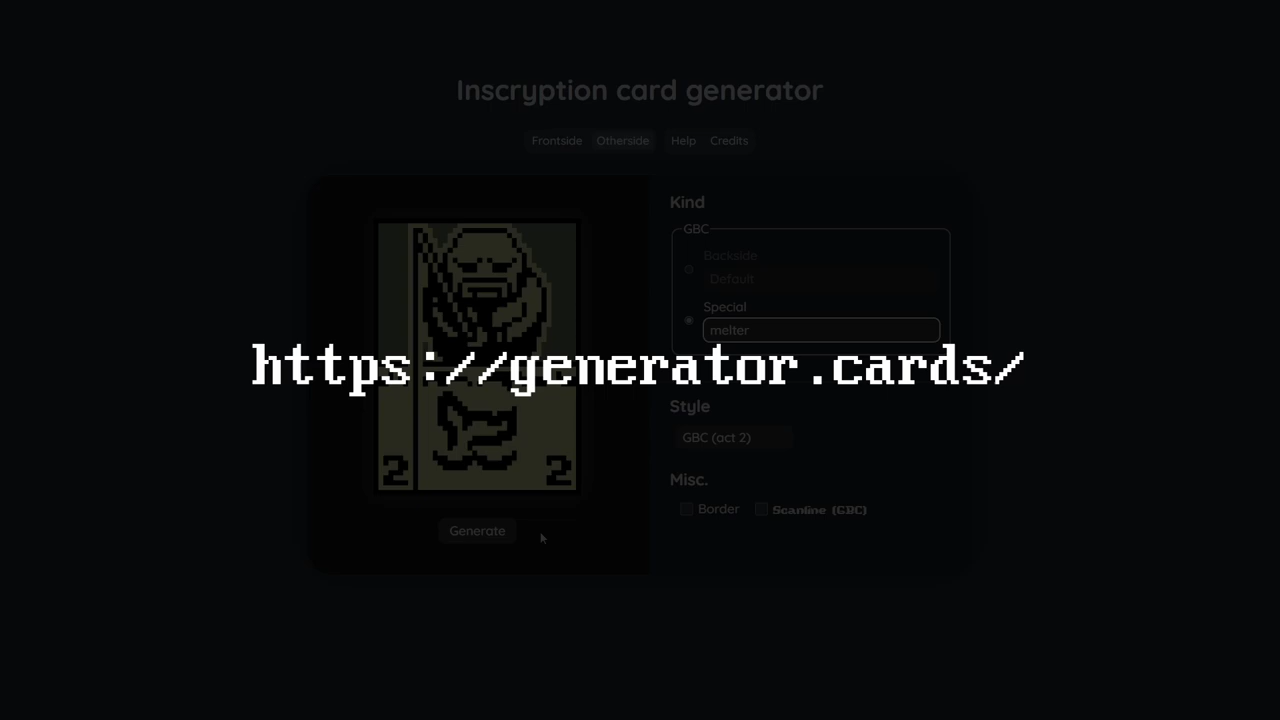 Inscryption card generator
Frontside Otherside Help Credits
Kind
GBC
Backside
Default
Special
melter
https://generator.cards/
Style
GBC (act 2)
2 2
Misc.
Border Scanline (GBC)
Generate